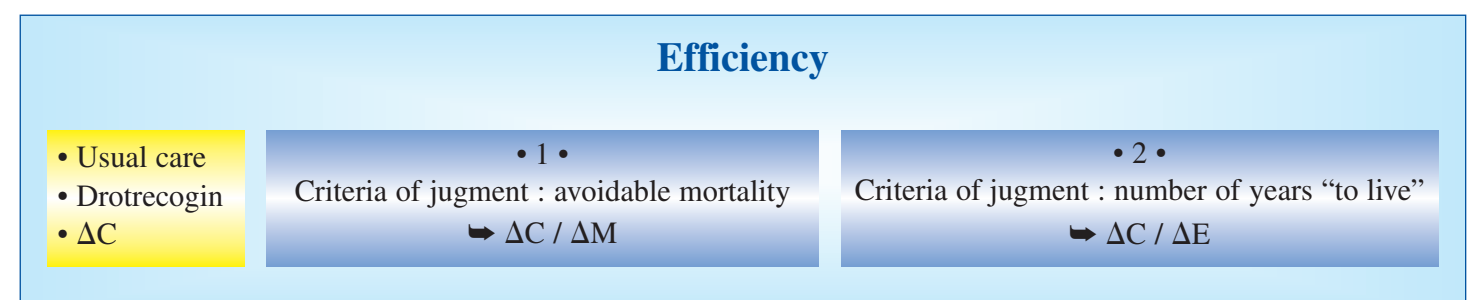 Efficiency
• Usual care
• Drotrecogin
• ΔC
• 1 •
Criteria of jugment : avoidable mortality
➥ ΔC / ΔM
• 2 •
Criteria of jugment : number of years “to live”
➥ ΔC / ΔE